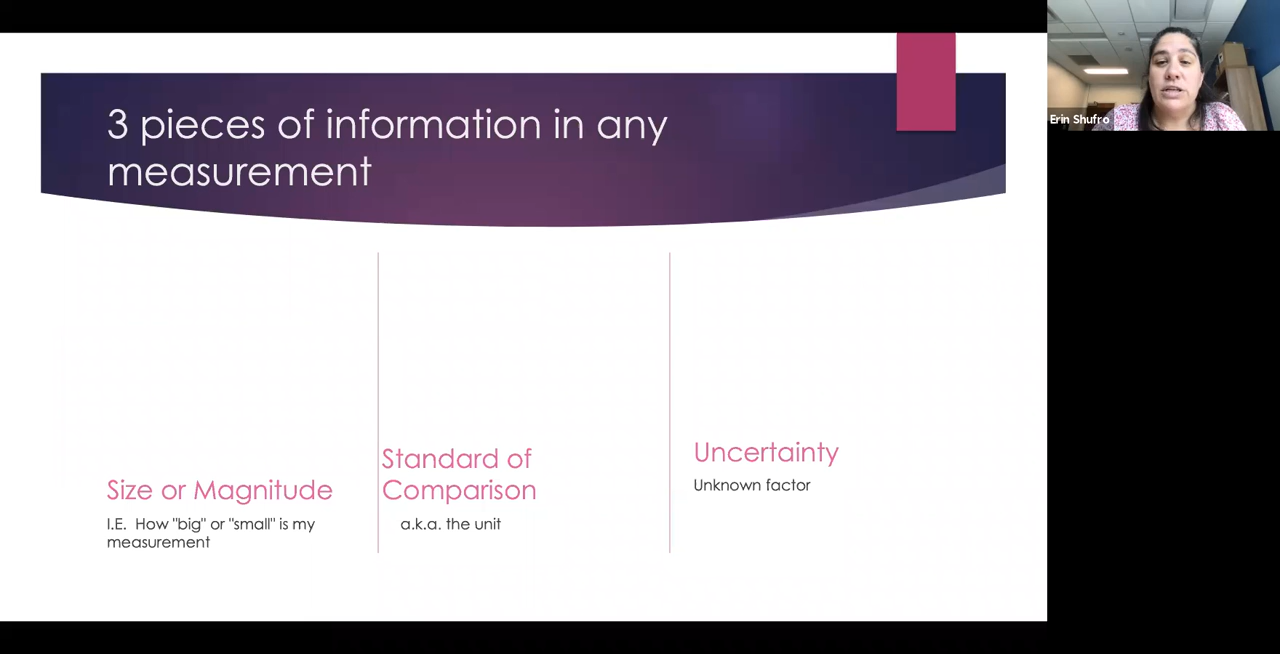 3 pieces of information in any
measurement
Erin Shufro
Size or Magnitude
I.E.  How "big" or "small" is my
measurement
Standard of
Comparison
a.k.a. the unit
Uncertainty
Unknown factor